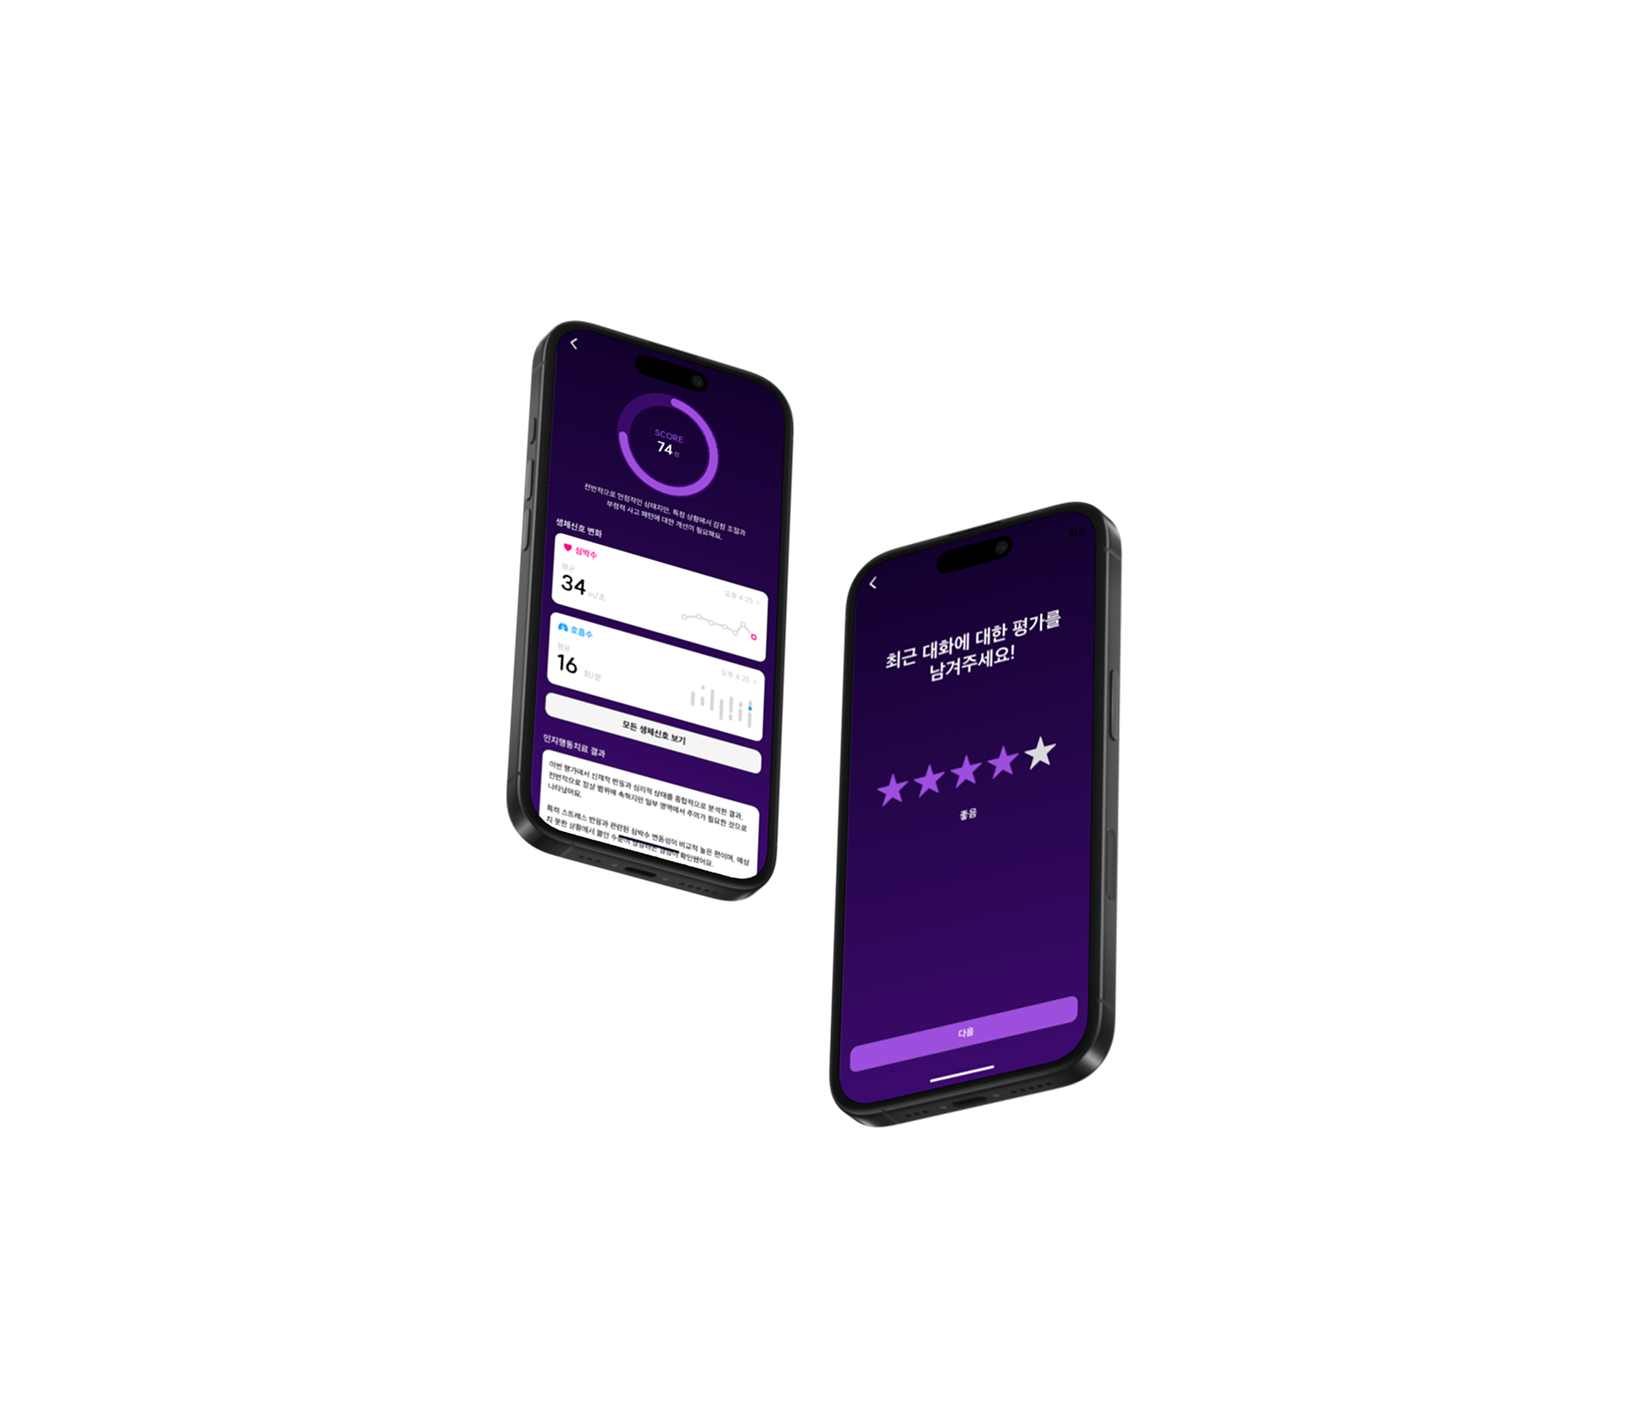 SCORE
74점
전반적으로 안정적인 상태지만, 특정 상황에서 감정 조절과
부정적 사고 패턴에 대한 개선이 필요해요.
생체신호 변화
심박수
평균
34 m/초
오후 4:25
호흡수
평균
16 회/분
오후 4:25
모든 생체신호 보기
인지행동치료 결과
이번 평가에서 신체적 반응과 심리적 상태를 종합적으로 분석한 결과,
전반적으로 정상 범위에 속하지만 일부 영역에서 주의가 필요한 것으로
나타났어요.
특히 스트레스 반응과 관련된 심박수 변동성이 비교적 높은 편이며, 예상
치 못한 상황에서 불안 확인됐어요.
최근 대화에 대한 평가를
남겨주세요!
좋음
다음